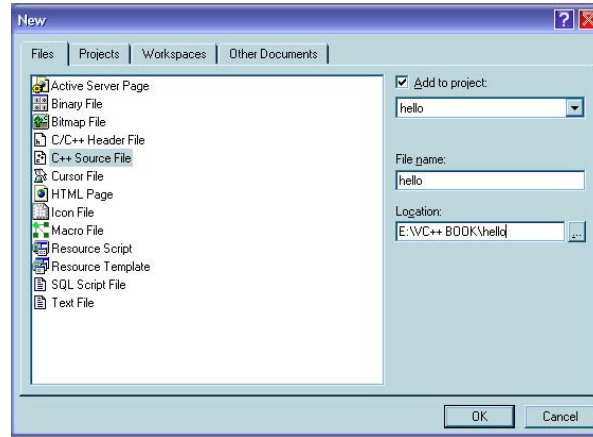 New
Files Projects Workspaces Other Documents
Active Server Page
Binary File
Bitmap File
C/C++ Header File
C++ Source File
Cursor File
HTML Page
Icon File
Macro File
Resource Script
Resource Template
SQL Script File
Text File
Add to project:
hello
File name:
hello
Location:
E:\VC++ BOOK\hello
...
OK Cancel